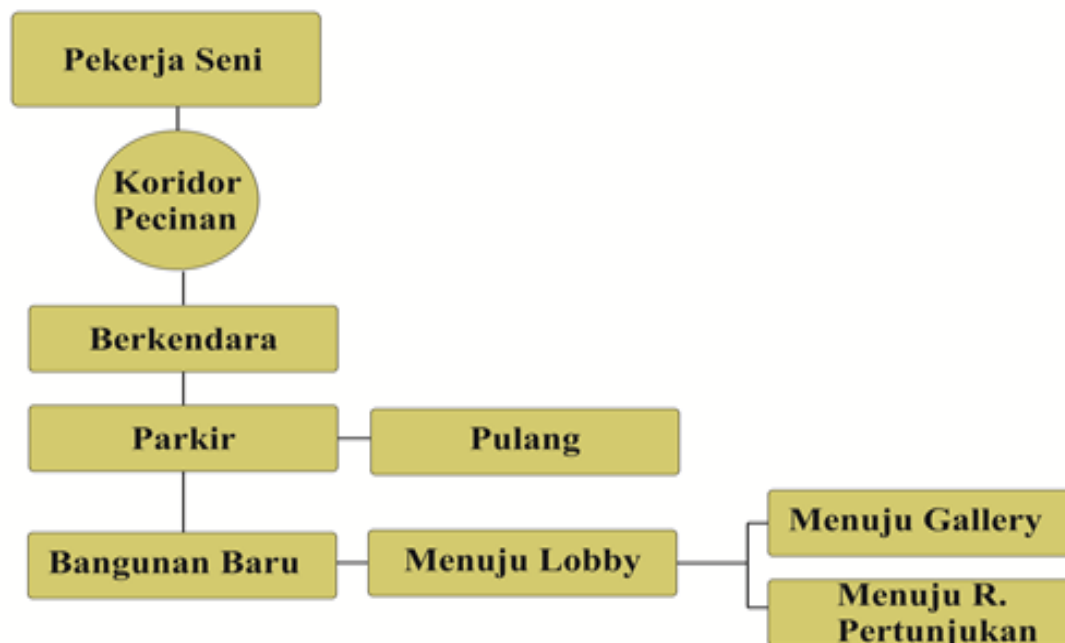 Pekerja Seni
Koridor
Pecinan
Berkendara
Parkir
Pulang
Bangunan Baru
Menuju Lobby
Menuju Gallery
Menuju R.
Pertunjukan